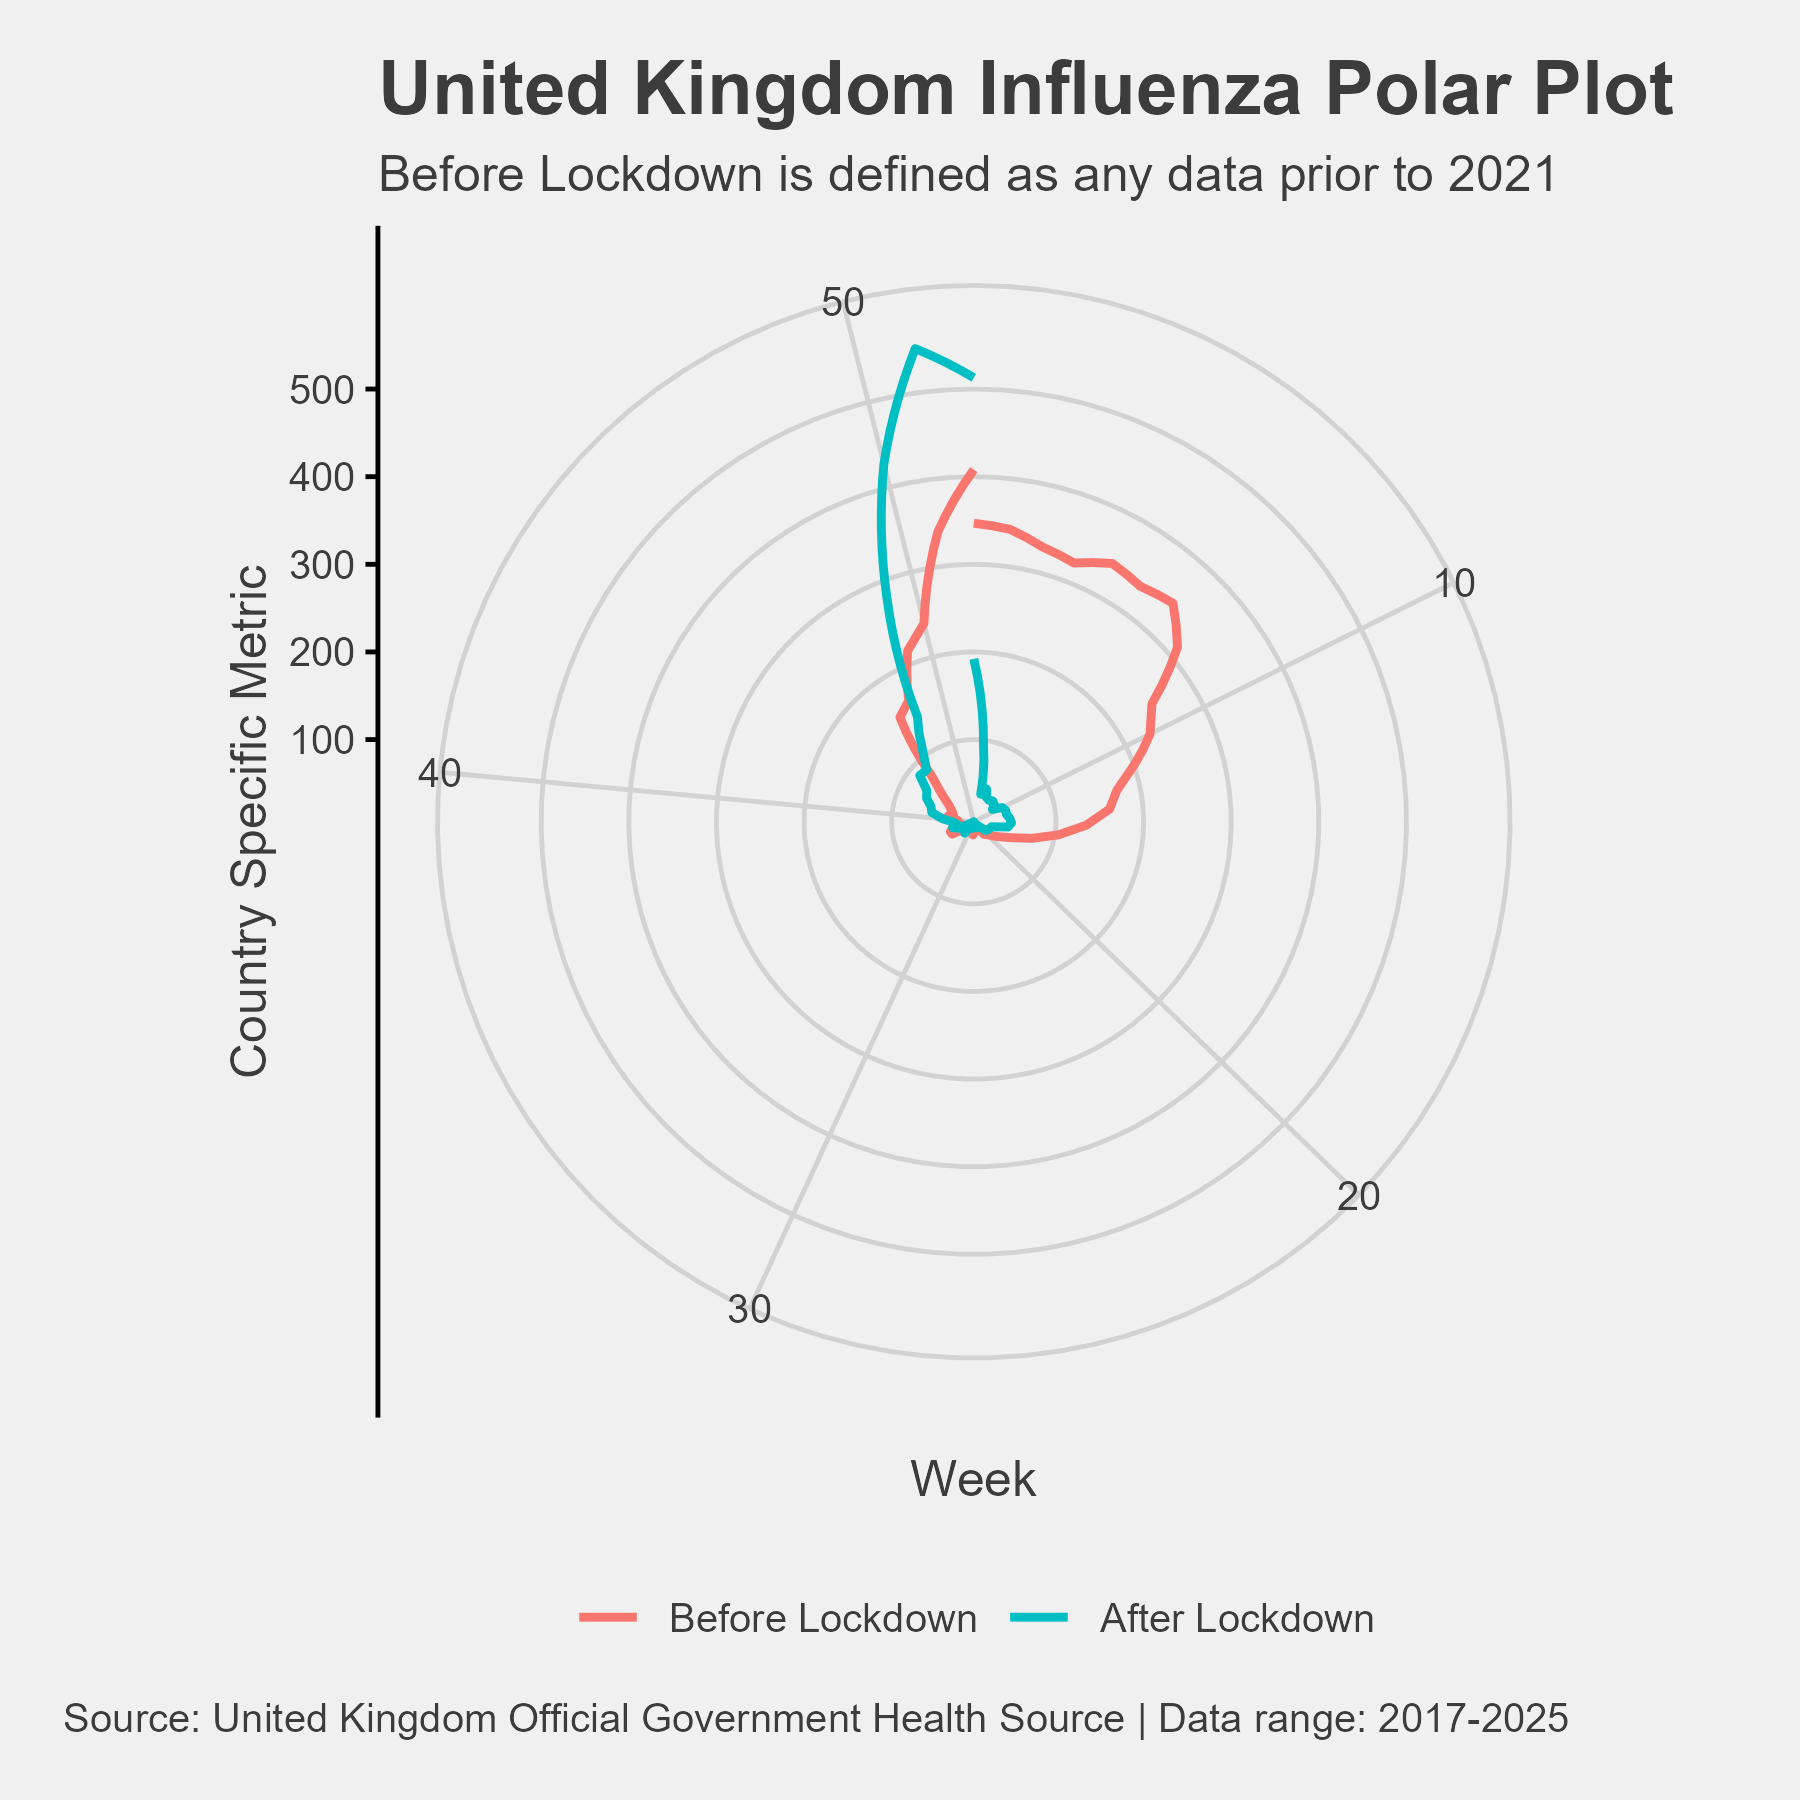 United Kingdom Influenza Polar Plot
Before Lockdown is defined as any data prior to 2021
50
500
400
300
10
200
100
40
Country Specific Metric
20
30
Week
Before Lockdown
After Lockdown
Source: United Kingdom Official Government Health Source | Data range: 2017-2025